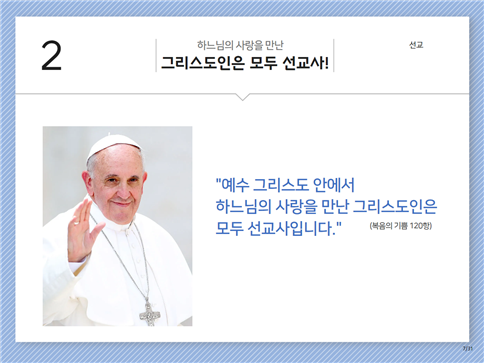 2
하느님의 사랑을 만난
그리스도인은 모두 선교사!
선교
"예수 그리스도 안에서
하느님의 사랑을 만난 그리스도인은
모두 선교사입니다."
(복음의 기쁨 120항)
7/31